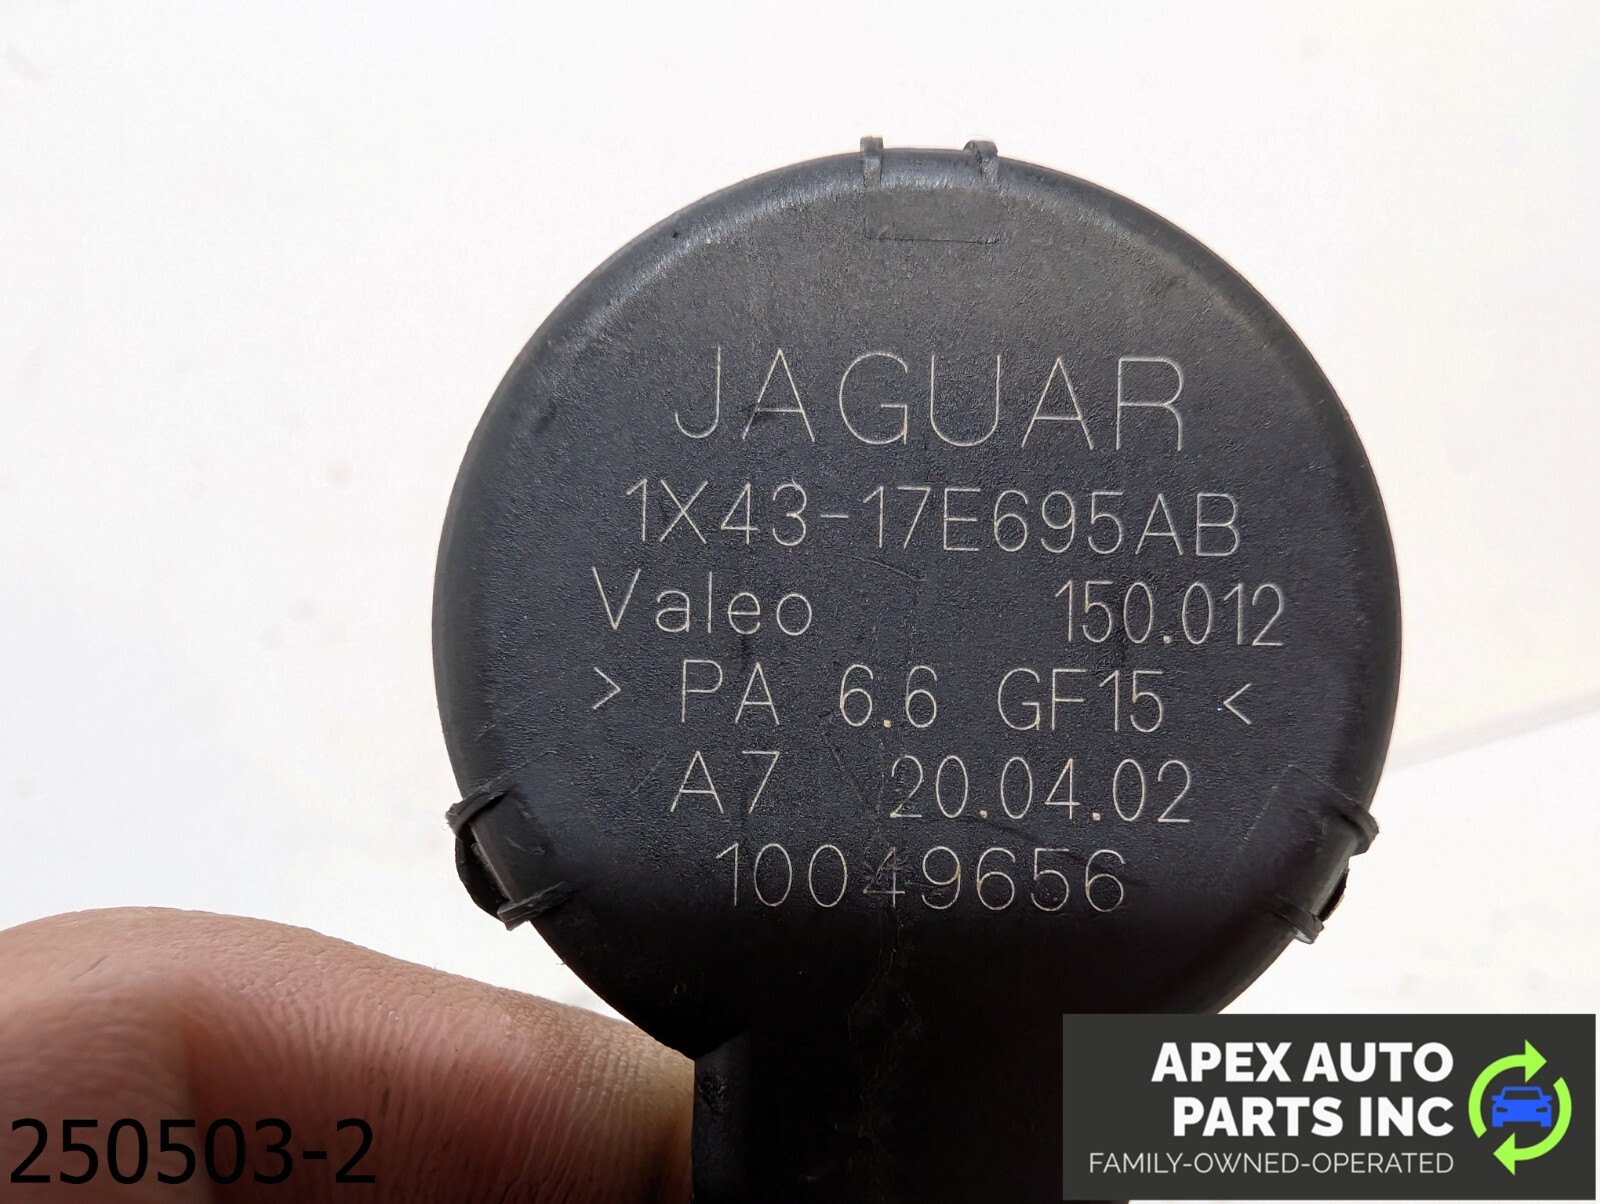 JAGUAR
1X43-17E695AB
Valeo 150.012
> PA 6.6 GF15 <
A7 20.04.02
10049656
250503-2
APEX AUTO
PARTS INC
FAMILY-OWNED-OPERATED